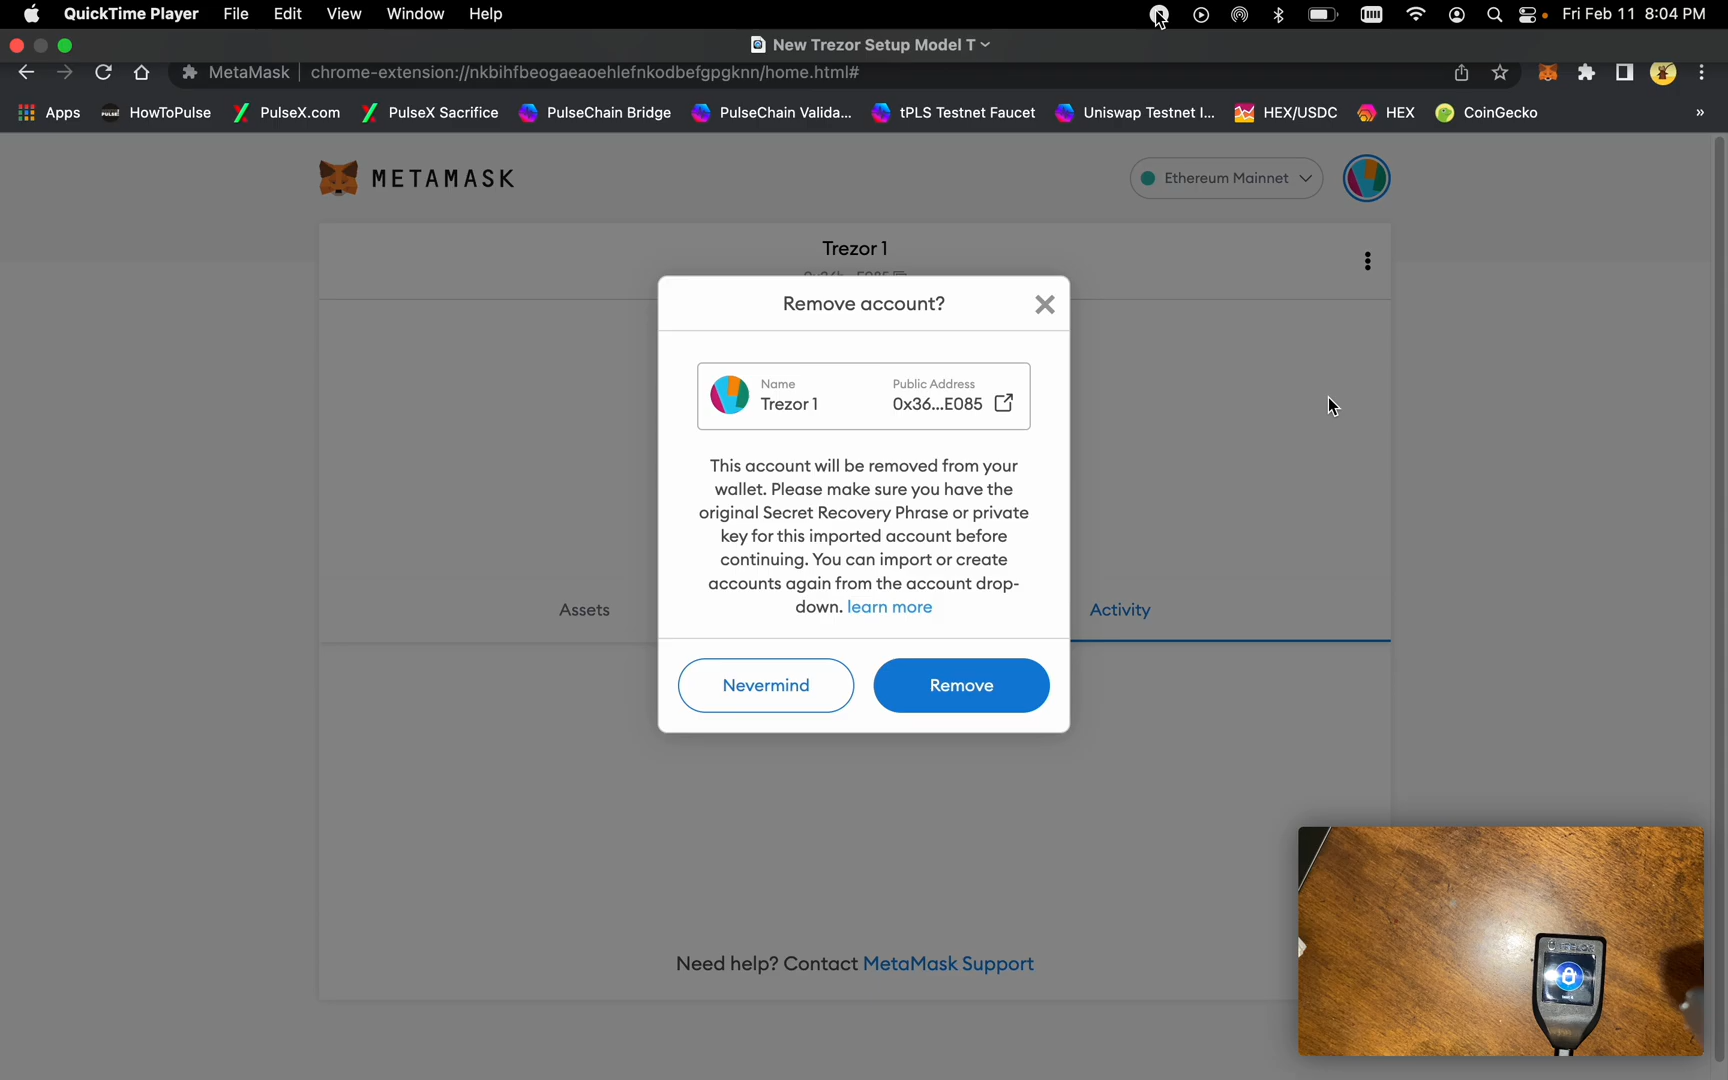 QuickTime Player File Edit View Window Help Fri Feb 11 8:04 PM
New Trezor Setup Model T
MetaMask chrome-extension://nkbihfbeogaeaoehlefnkodbefgpgknn/home.html#
Apps HowToPulse PulseX.com PulseX Sacrifice PulseChain Bridge PulseChain Valida... tPLS Testnet Faucet Uniswap Testnet I... HEX/USDC HEX CoinGecko »
METAMASK Ethereum Mainnet
Trezor 1
Remove account?
Name Public Address
Trezor 1 0x36...E085
This account will be removed from your
wallet. Please make sure you have the
original Secret Recovery Phrase or private
key for this imported account before
continuing. You can import or create
accounts again from the account drop-
down. learn more
Assets Activity
Nevermind Remove
Need help? Contact MetaMask Support